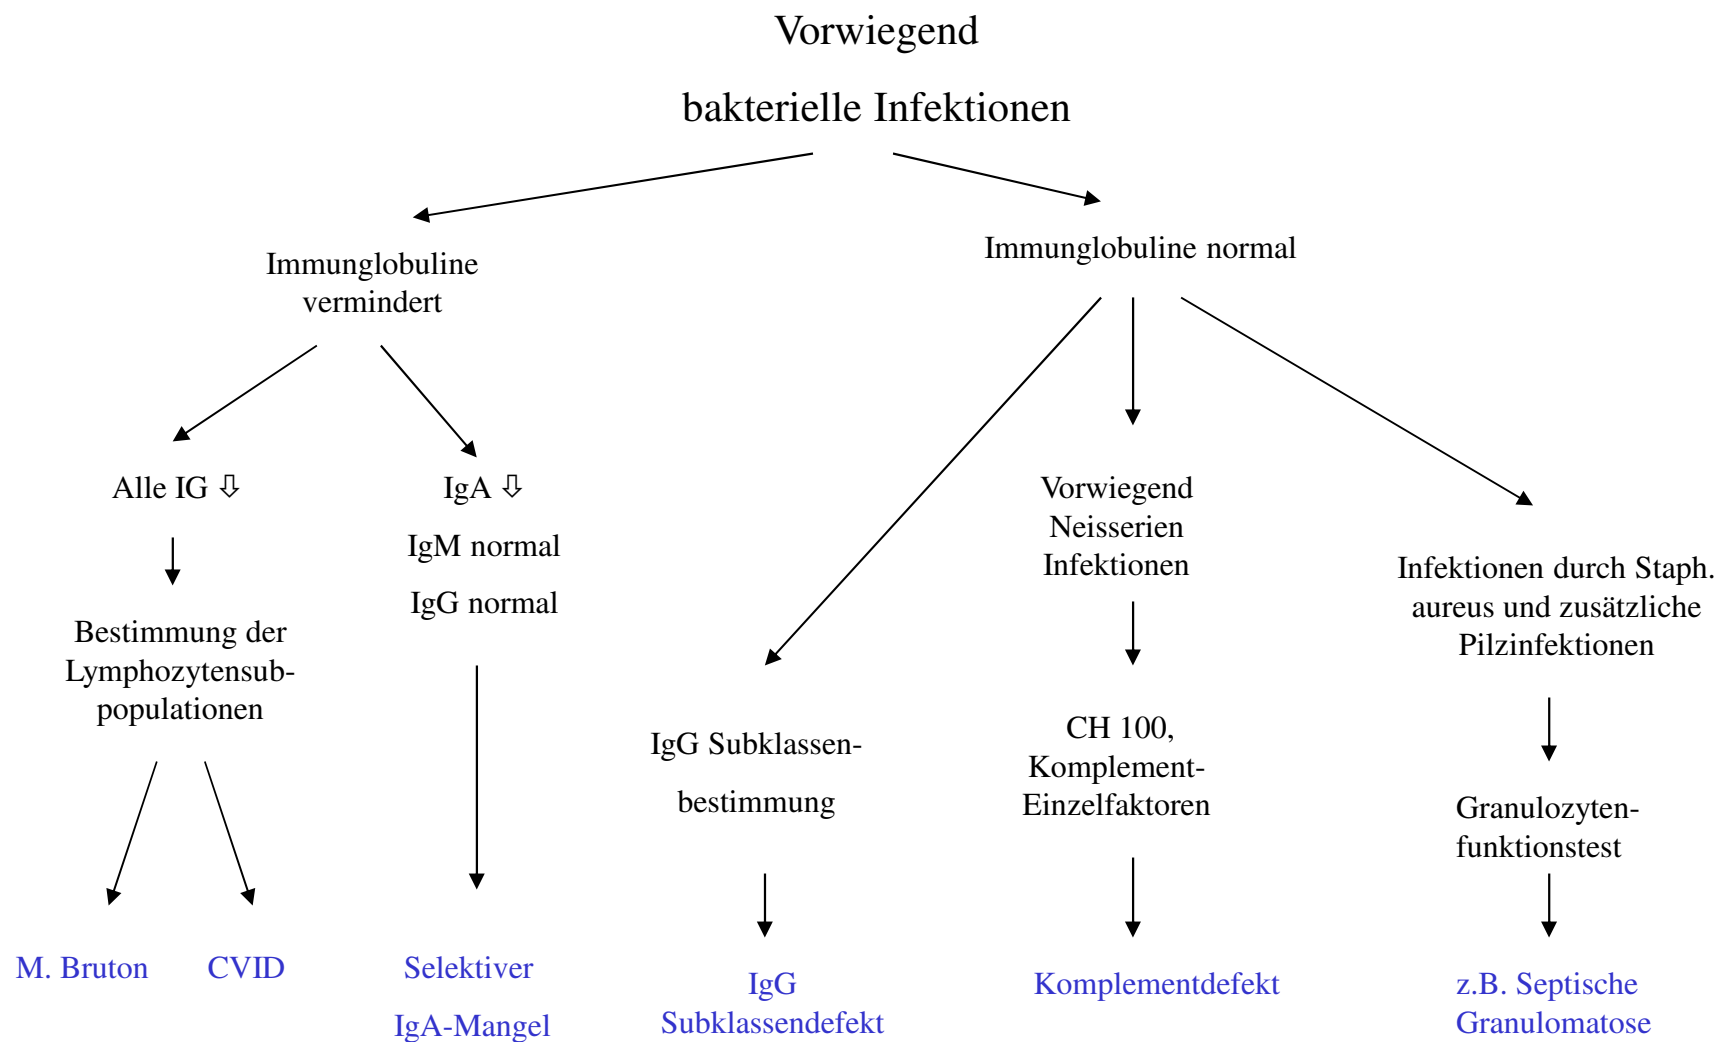 Vorwiegend
bakterielle Infektionen
Immunglobuline
vermindert
Immunglobuline normal
Alle IG ⇩
IgA ⇩
IgM normal
IgG normal
Vorwiegend
Neisserien
Infektionen
Infektionen durch Staph.
aureus und zusätzliche
Pilzinfektionen
Bestimmung der
Lymphozytensub-
populationen
IgG Subklassen-
bestimmung
CH 100,
Komplement-
Einzelfaktoren
Granulozyten-
funktionstest
M. Bruton
CVID
Selektiver
IgA-Mangel
IgG
Subklassendefekt
Komplementdefekt
z.B. Septische
Granulomatose